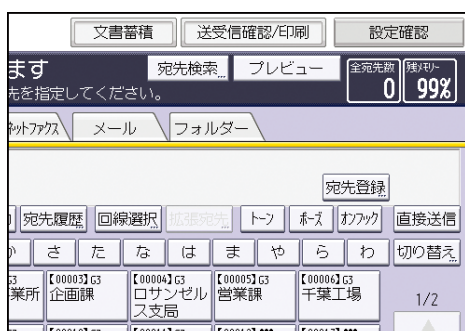 文書蓄積 送受信確認/印刷 設定確認
ます 宛先検索 プレビュー 全宛先数 残メモリー
先を指定してください。 0 99%
ネットファクス メール フォルダー
宛先登録
宛先履歴 回線選択 拡張宛先 トーン ポーズ オンフック 直接送信
か さ た な は ま や ら わ 切り替え
G3 【00003】G3 【00004】G3 【00005】G3 【00006】G3
業所 企画課 ロサンゼル 営業課 千葉工場 1/2
ス支局